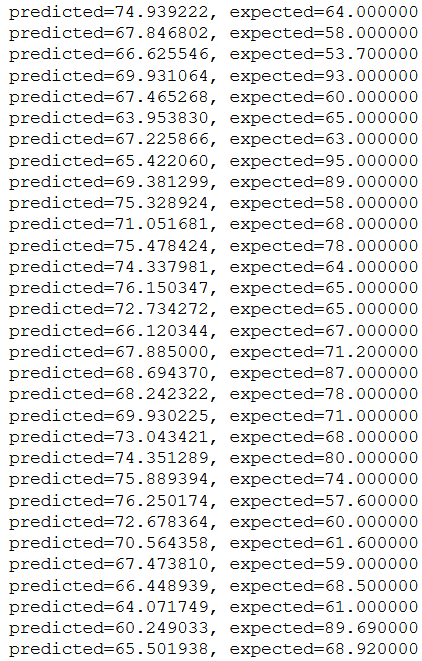 predicted=74.939222, expected=64.000000
predicted=67.846802, expected=58.000000
predicted=66.625546, expected=53.700000
predicted=69.931064, expected=93.000000
predicted=67.465268, expected=60.000000
predicted=63.953830, expected=65.000000
predicted=67.225866, expected=63.000000
predicted=65.422060, expected=95.000000
predicted=69.381299, expected=89.000000
predicted=75.328924, expected=58.000000
predicted=71.051681, expected=68.000000
predicted=75.478424, expected=78.000000
predicted=74.337981, expected=64.000000
predicted=76.150347, expected=65.000000
predicted=72.734272, expected=65.000000
predicted=66.120344, expected=67.000000
predicted=67.885000, expected=71.200000
predicted=68.694370, expected=87.000000
predicted=68.242322, expected=78.000000
predicted=69.930225, expected=71.000000
predicted=73.043421, expected=68.000000
predicted=74.351289, expected=80.000000
predicted=75.889394, expected=74.000000
predicted=76.250174, expected=57.600000
predicted=72.678364, expected=60.000000
predicted=70.564358, expected=61.600000
predicted=67.473810, expected=59.000000
predicted=66.448939, expected=68.500000
predicted=64.071749, expected=61.000000
predicted=60.249033, expected=89.690000
predicted=65.501938, expected=68.920000